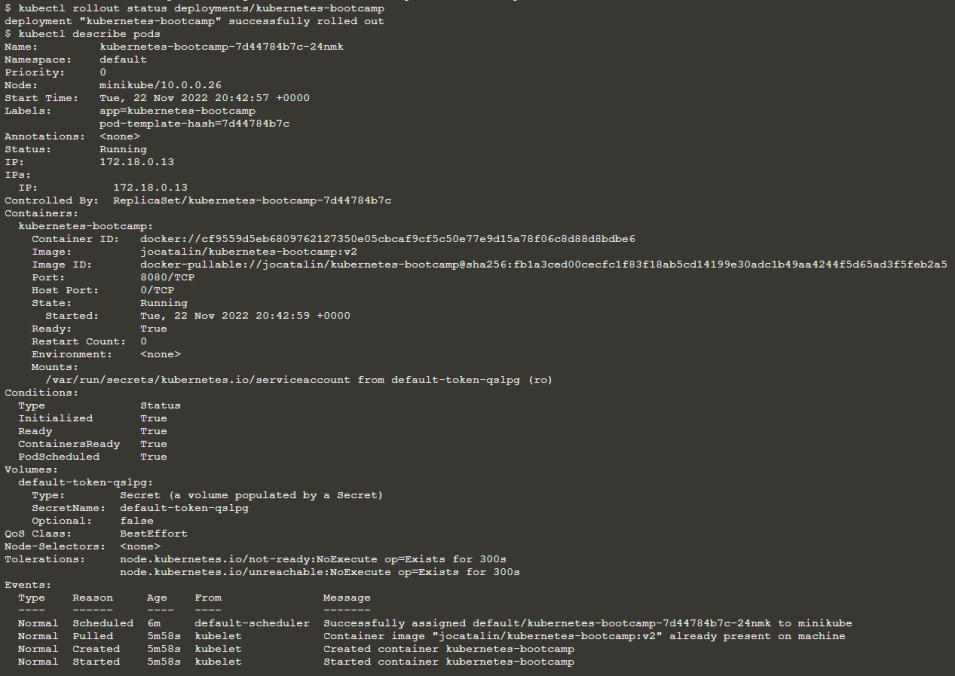 $ kubectl rollout status deployments/kubernetes-bootcamp
deployment "kubernetes-bootcamp" successfully rolled out
$ kubectl describe pods
Name:         kubernetes-bootcamp-7d44784b7c-24nmk
Namespace:    default
Priority:     0
Node:         minikube/10.0.0.26
Start Time:   Tue, 22 Nov 2022 20:42:57 +0000
Labels:       app=kubernetes-bootcamp
              pod-template-hash=7d44784b7c
Annotations:  <none>
Status:       Running
IP:           172.18.0.13
IPs:
  IP:           172.18.0.13
Controlled By:  ReplicaSet/kubernetes-bootcamp-7d44784b7c
Containers:
  kubernetes-bootcamp:
    Container ID:   docker://cf9559d5eb6809762127350e05cbcaf9cf5c50e77e9d15a78f06c8d88d8bdbe6
    Image:          jocatalin/kubernetes-bootcamp:v2
    Image ID:       docker-pullable://jocatalin/kubernetes-bootcamp@sha256:fb1a3ced00cecfc1f83f18ab5cd14199e30adc1b49aa4244f5d65ad3f5feb2a5
    Port:           8080/TCP
    Host Port:      0/TCP
    State:          Running
      Started:      Tue, 22 Nov 2022 20:42:59 +0000
    Ready:          True
    Restart Count:  0
    Environment:    <none>
    Mounts:
      /var/run/secrets/kubernetes.io/serviceaccount from default-token-qslpg (ro)
Conditions:
  Type              Status
  Initialized       True
  Ready             True
  ContainersReady   True
  PodScheduled      True
Volumes:
  default-token-qslpg:
    Type:        Secret (a volume populated by a Secret)
    SecretName:  default-token-qslpg
    Optional:    false
QoS Class:       BestEffort
Node-Selectors:  <none>
Tolerations:     node.kubernetes.io/not-ready:NoExecute op=Exists for 300s
                 node.kubernetes.io/unreachable:NoExecute op=Exists for 300s
Events:
  Type    Reason     Age    From               Message
  ----    ------     ----   ----               -------
  Normal  Scheduled  6m     default-scheduler  Successfully assigned default/kubernetes-bootcamp-7d44784b7c-24nmk to minikube
  Normal  Pulled     5m58s  kubelet            Container image "jocatalin/kubernetes-bootcamp:v2" already present on machine
  Normal  Created    5m58s  kubelet            Created container kubernetes-bootcamp
  Normal  Started    5m58s  kubelet            Started container kubernetes-bootcamp